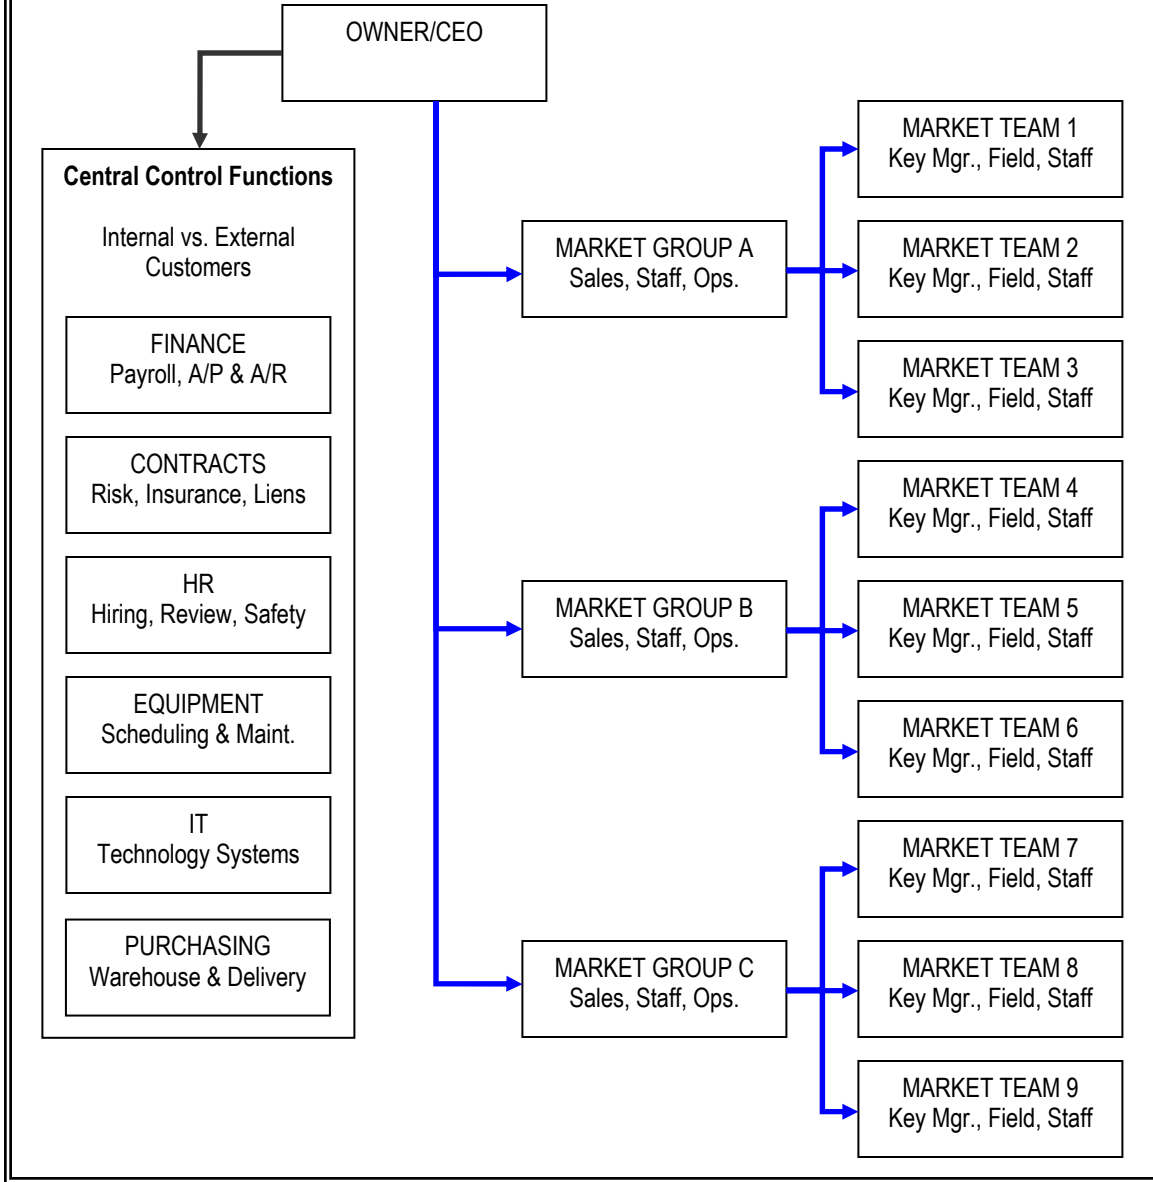 OWNER/CEO
Central Control Functions
Internal vs. External
Customers
FINANCE
Payroll, A/P & A/R
CONTRACTS
Risk, Insurance, Liens
HR
Hiring, Review, Safety
EQUIPMENT
Scheduling & Maint.
IT
Technology Systems
PURCHASING
Warehouse & Delivery
MARKET GROUP A
Sales, Staff, Ops.
MARKET TEAM 1
Key Mgr., Field, Staff
MARKET TEAM 2
Key Mgr., Field, Staff
MARKET TEAM 3
Key Mgr., Field, Staff
MARKET GROUP B
Sales, Staff, Ops.
MARKET TEAM 4
Key Mgr., Field, Staff
MARKET TEAM 5
Key Mgr., Field, Staff
MARKET TEAM 6
Key Mgr., Field, Staff
MARKET GROUP C
Sales, Staff, Ops.
MARKET TEAM 7
Key Mgr., Field, Staff
MARKET TEAM 8
Key Mgr., Field, Staff
MARKET TEAM 9
Key Mgr., Field, Staff